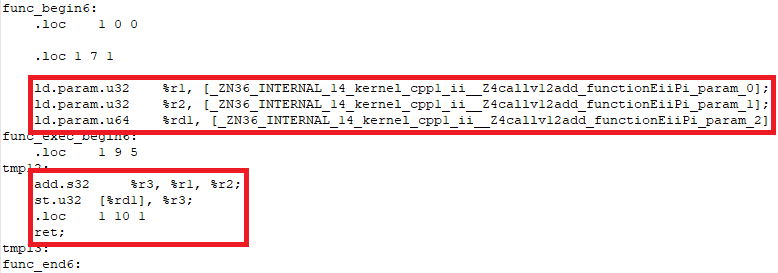 func_begin6:
.loc 1 0 0
.loc 1 7 1
ld.param.u32 %r1, [_ZN36_INTERNAL_14_kernel_cpp1_ii__Z4callv12add_functionEiiPi_param_0];
ld.param.u32 %r2, [_ZN36_INTERNAL_14_kernel_cpp1_ii__Z4callv12add_functionEiiPi_param_1];
ld.param.u64 %rd1, [_ZN36_INTERNAL_14_kernel_cpp1_ii__Z4callv12add_functionEiiPi_param_2]
func_exec_begin6:
.loc 1 9 5
tmp12:
add.s32 %r3, %r1, %r2;
st.u32 [%rd1], %r3;
.loc 1 10 1
ret;
tmp13:
func_end6: